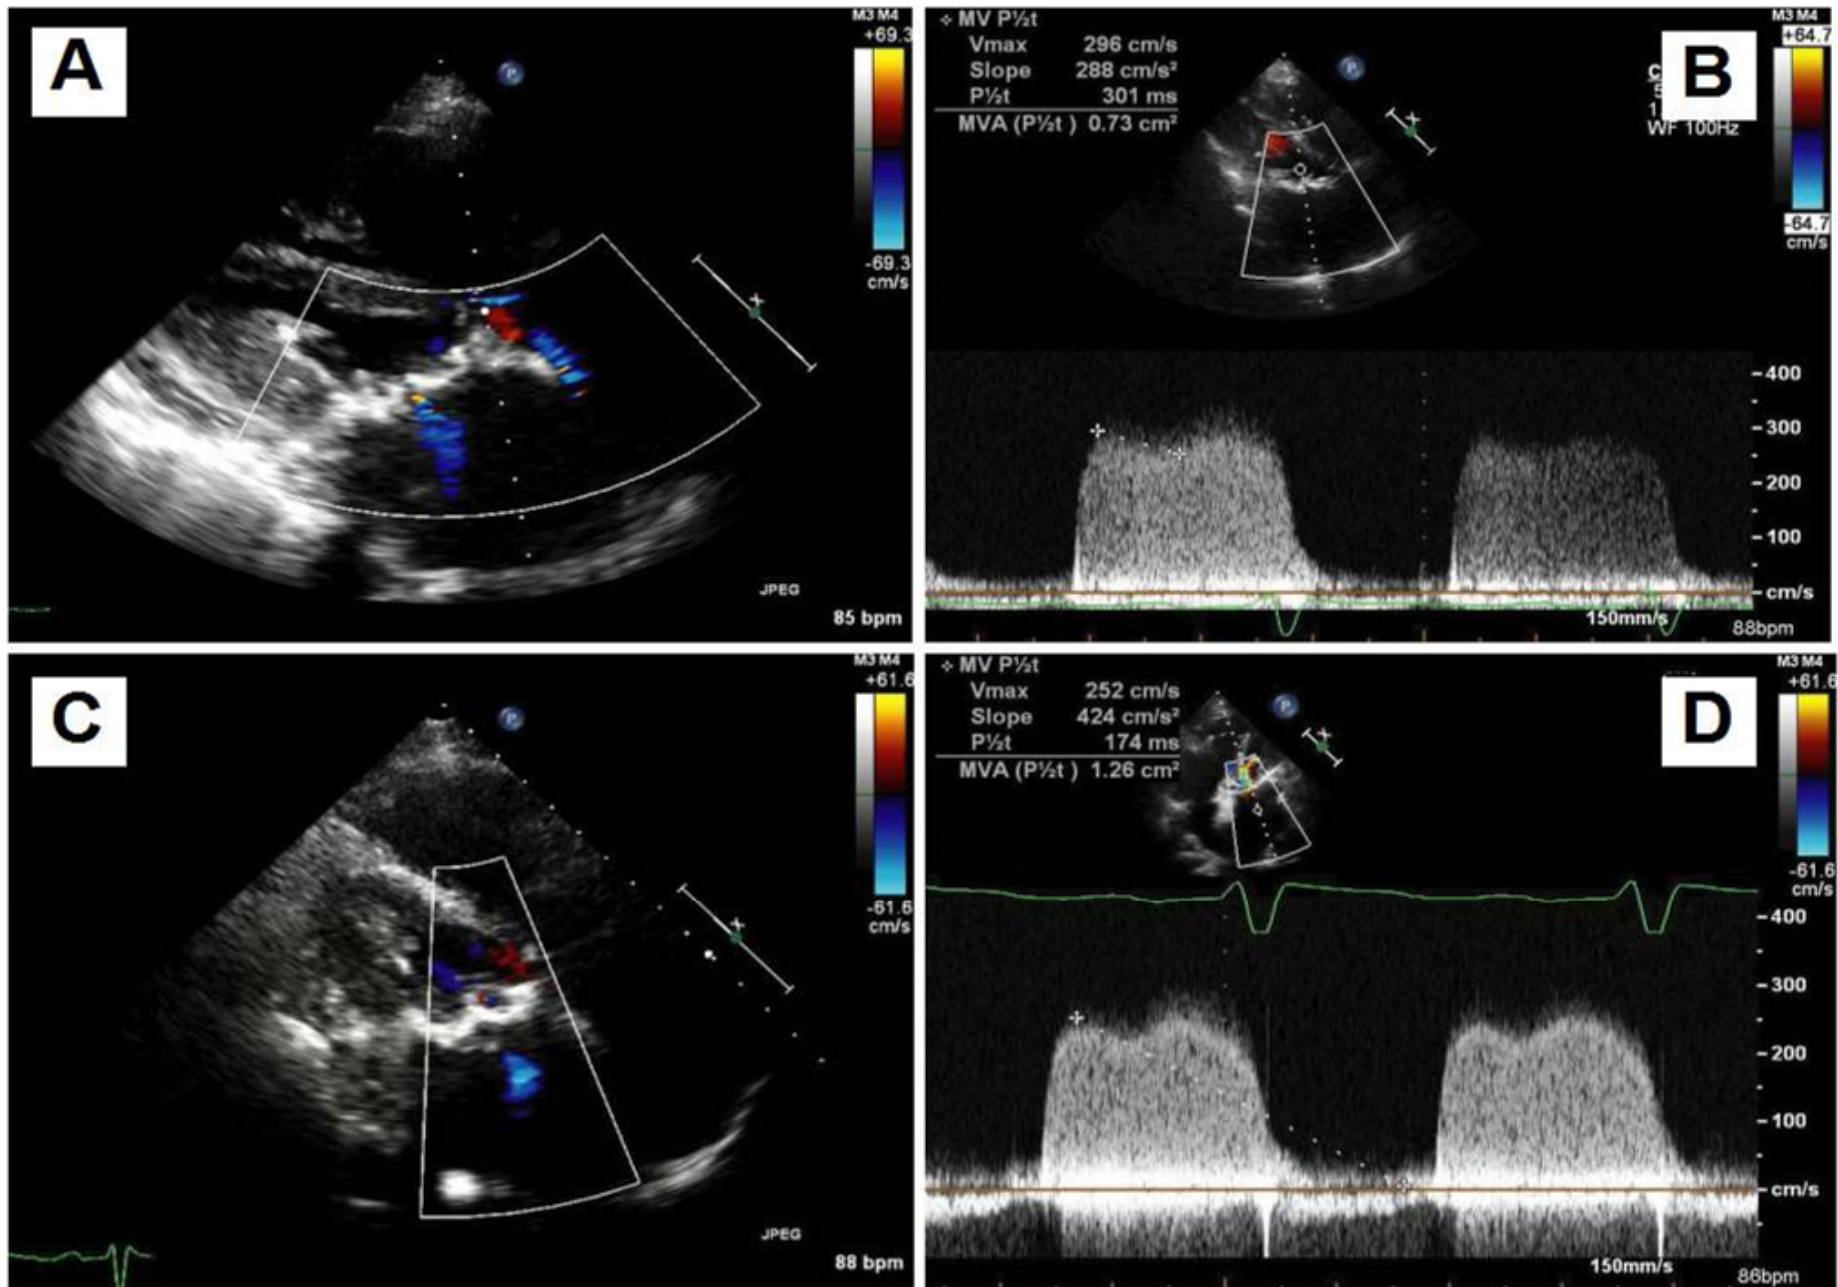 A
M3 M4
+69.3
-69.3
cm/s
P
JPEG
85 bpm
MV P½t
Vmax 296 cm/s
Slope 288 cm/s²
P½t 301 ms
MVA (P½t ) 0.73 cm²
P
B
M3 M4
+64.7
-64.7
cm/s
WF 100Hz
400
300
200
100
cm/s
150mm/s
88bpm
C
M3 M4
+61.6
-61.6
cm/s
P
JPEG
88 bpm
MV P½t
Vmax 252 cm/s
Slope 424 cm/s²
P½t 174 ms
MVA (P½t ) 1.26 cm²
P
D
M3 M4
+61.6
-61.6
cm/s
400
300
200
100
cm/s
150mm/s
86bpm